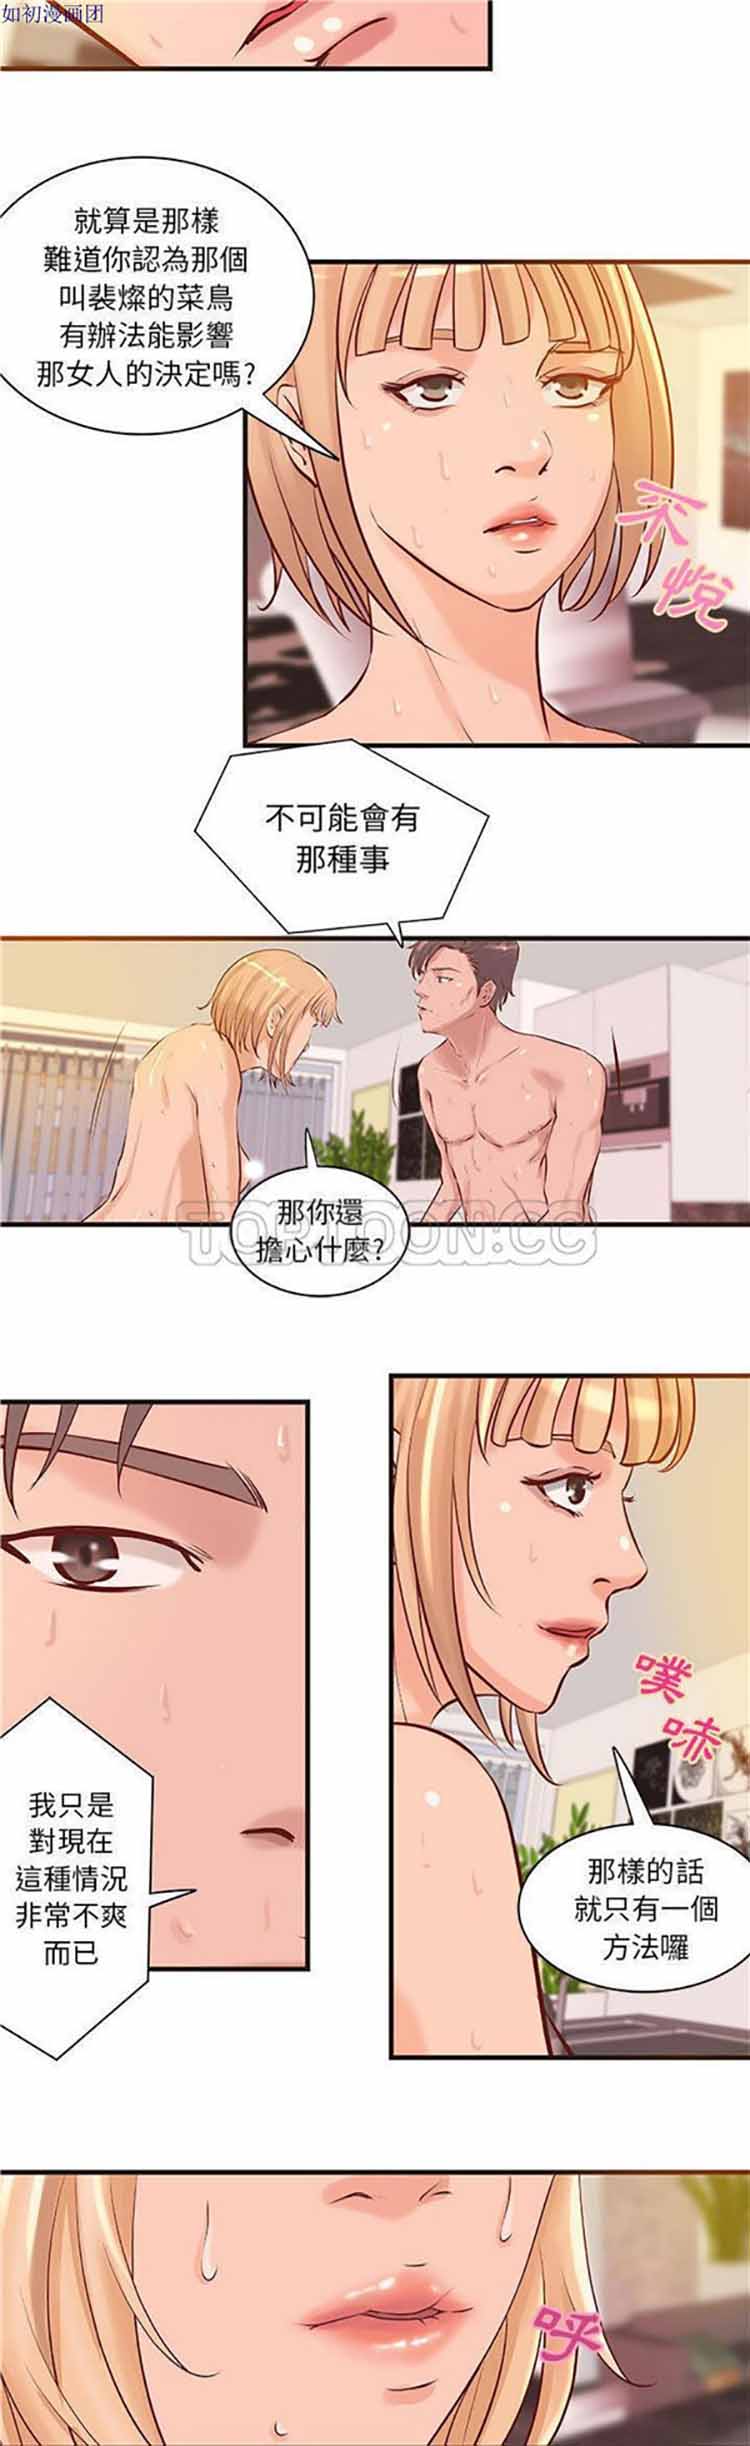 如初漫画团
就算是那樣
難道你認為那個
叫裴燦的菜鳥
有辦法能影響
那女人的決定嗎?
不悅
不可能會有
那種事
那你還
擔心什麼?
TOPTOON.CC
我只是
對現在
這種情況
非常不爽
而已
噗哧
那樣的話
就只有一個
方法囉
呼